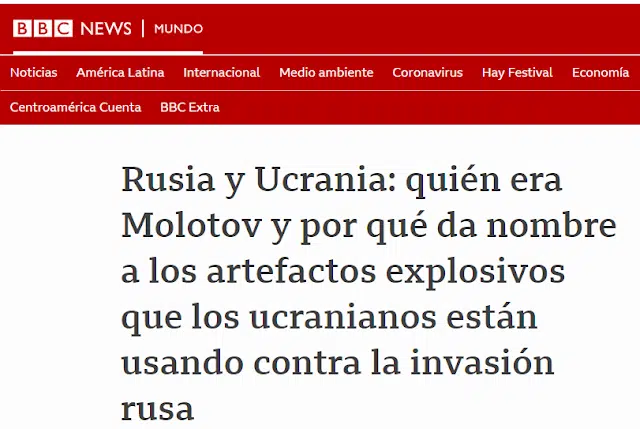 BBC NEWS | MUNDO
Noticias América Latina Internacional Medio ambiente Coronavirus Hay Festival Economía
Centroamérica Cuenta BBC Extra
Rusia y Ucrania: quién era
Molotov y por qué da nombre
a los artefactos explosivos
que los ucranianos están
usando contra la invasión
rusa